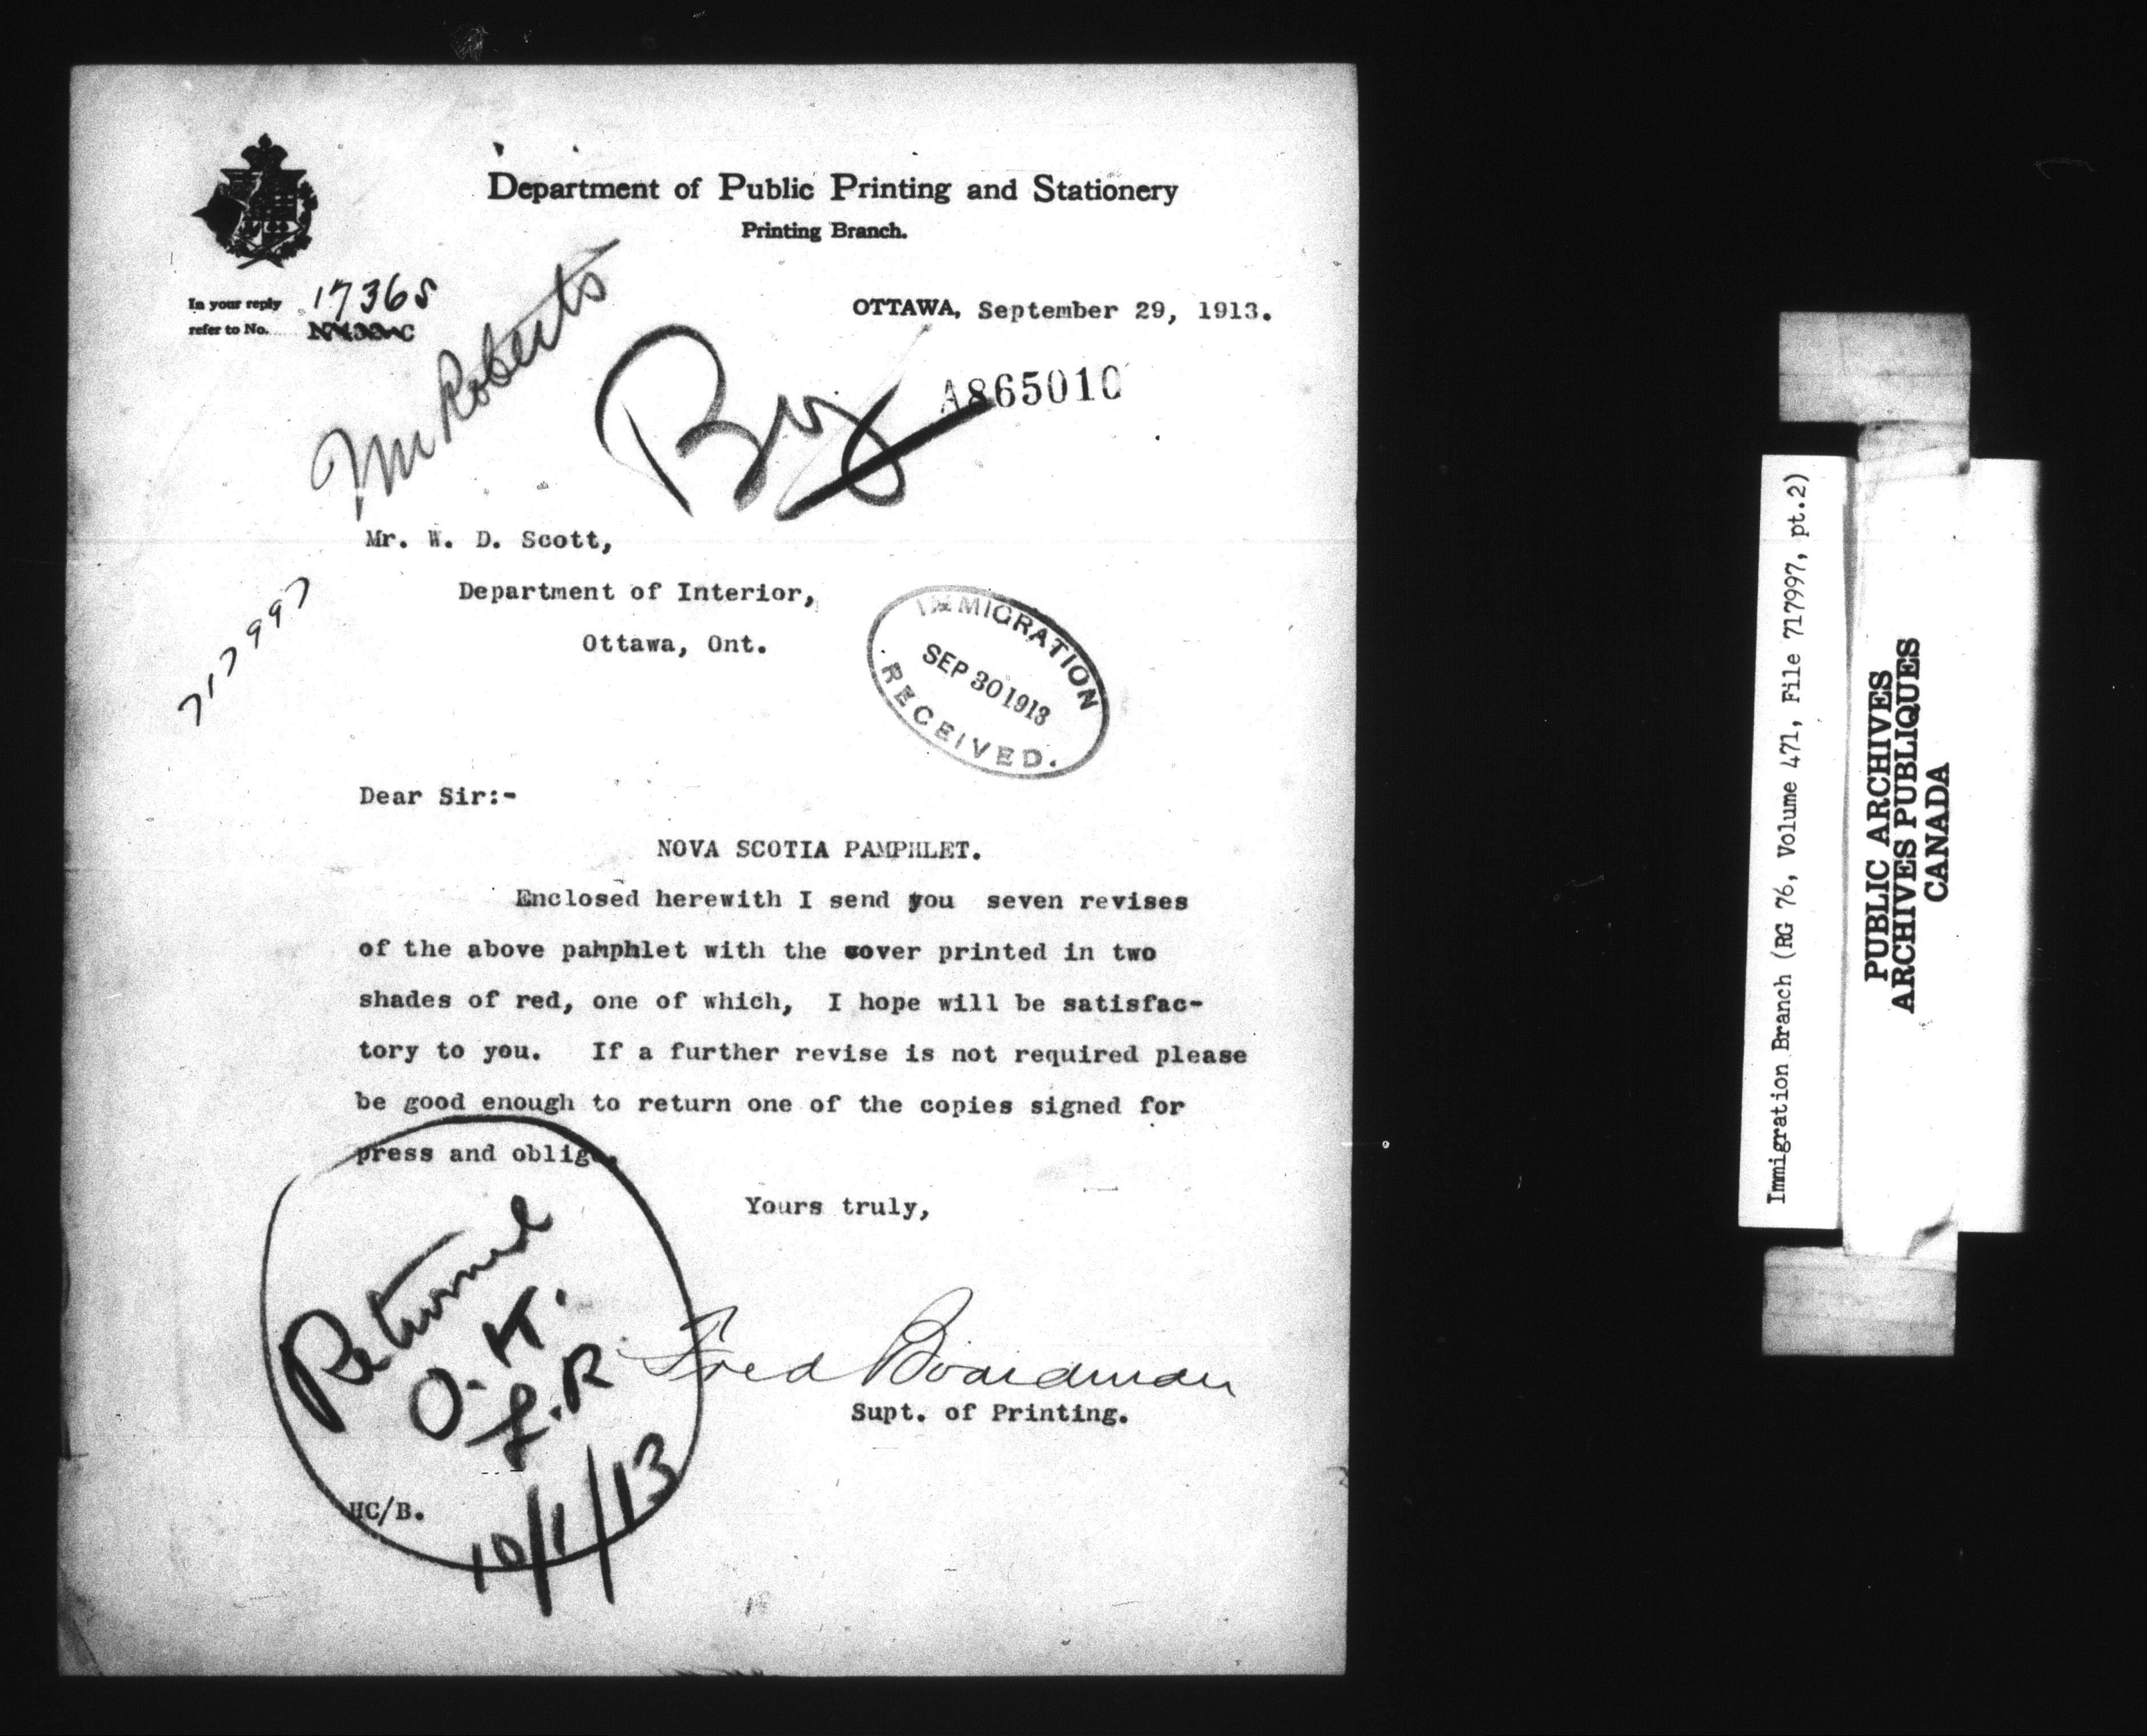 Department of Public Printing and Stationery
Printing Branch.
In your reply
refer to No.
17365
OTTAWA, September 29, 1913.
Mr Roberts
A865010
Mr. W. D. Scott,
Department of Interior,
Ottawa, Ont.
717997
IMMIGRATION
SEP 30 1913
RECEIVED.
Dear Sir:-
NOVA SCOTIA PAMPHLET.
Enclosed herewith I send you seven revises
of the above pamphlet with the cover printed in two
shades of red, one of which, I hope will be satisfac-
tory to you. If a further revise is not required please
be good enough to return one of the copies signed for
press and oblige.
Yours truly,
Fred Boardman
Supt. of Printing.
Returned
O.K.
L.R
10/1/13
HC/B.
Immigration Branch (RG 76, Volume 471, File 717997, pt.2)
PUBLIC ARCHIVES
ARCHIVES PUBLIQUES
CANADA